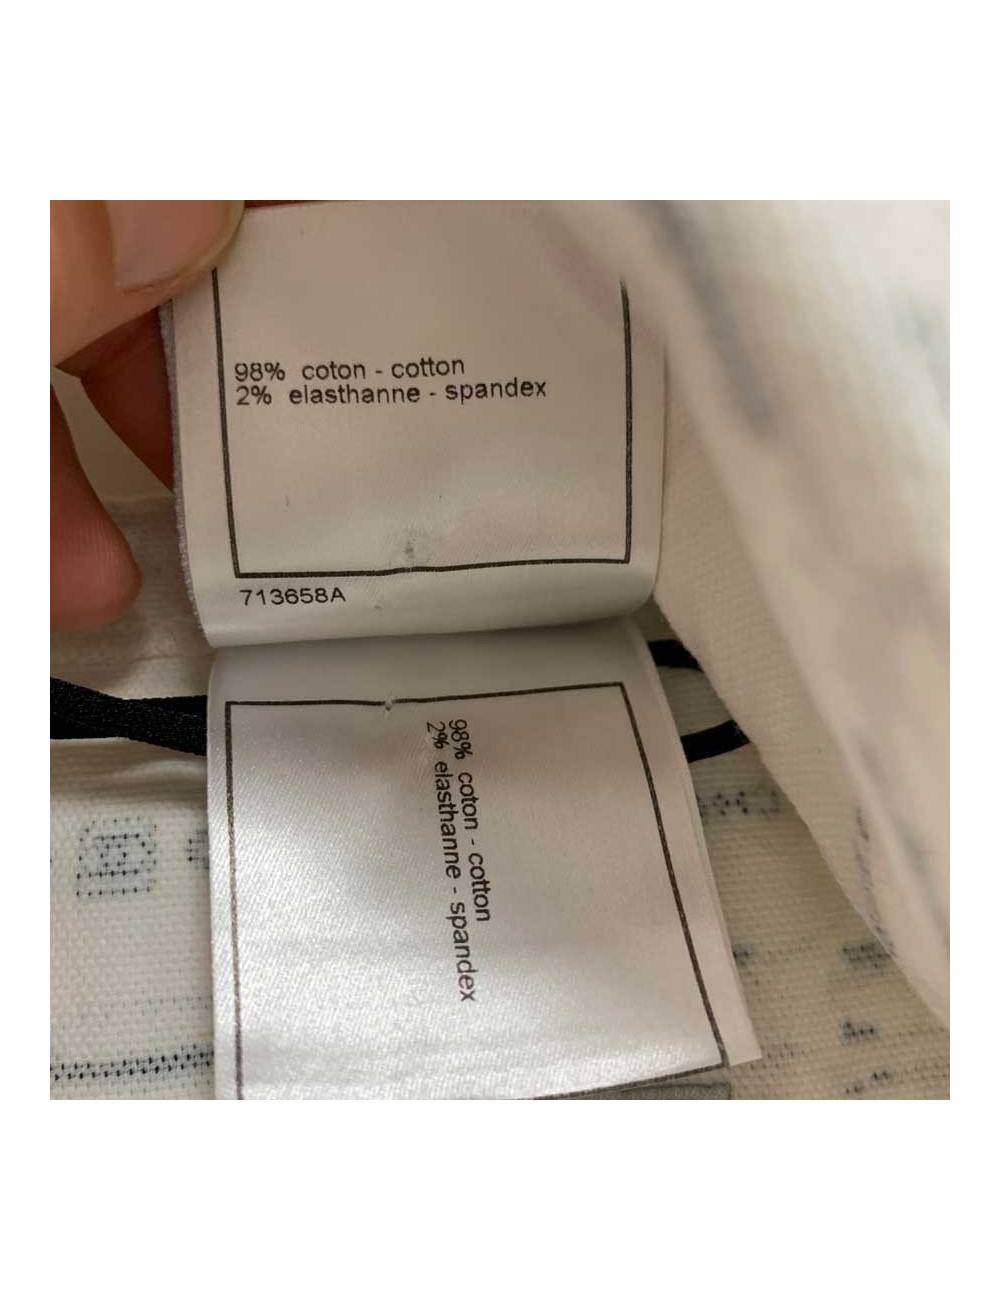 98% coton - cotton
2% elasthanne - spandex
713658A
98% coton - cotton
2% elasthanne - spandex